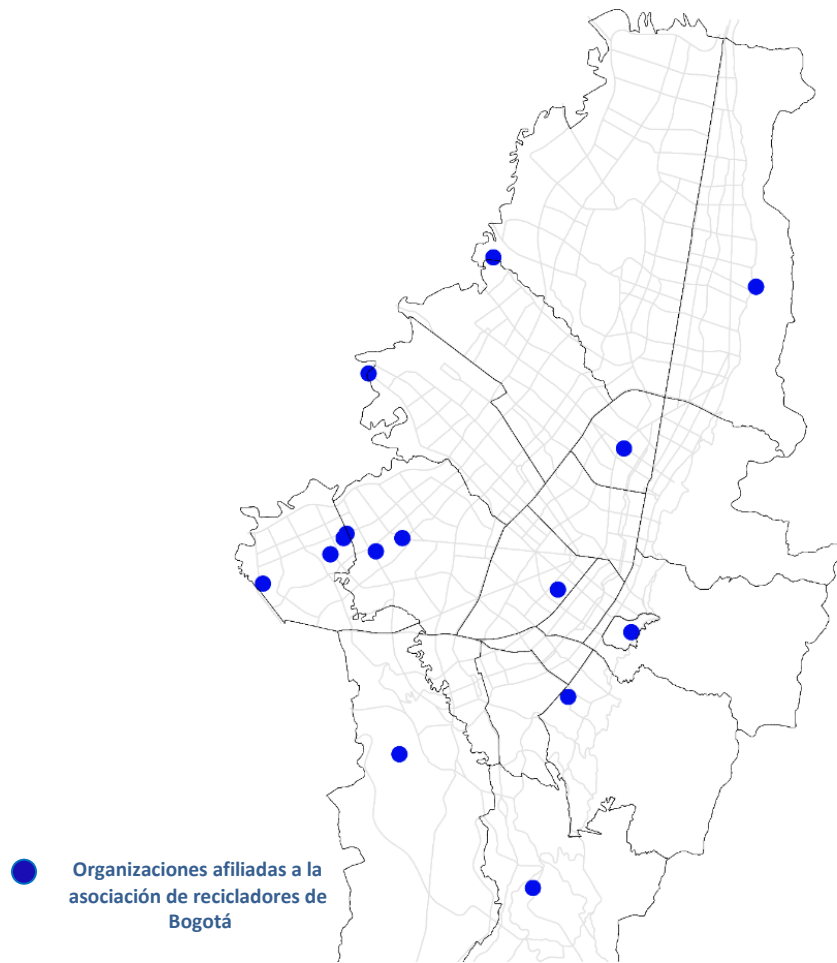 Organizaciones afiliadas a la
asociación de recicladores de
Bogotá